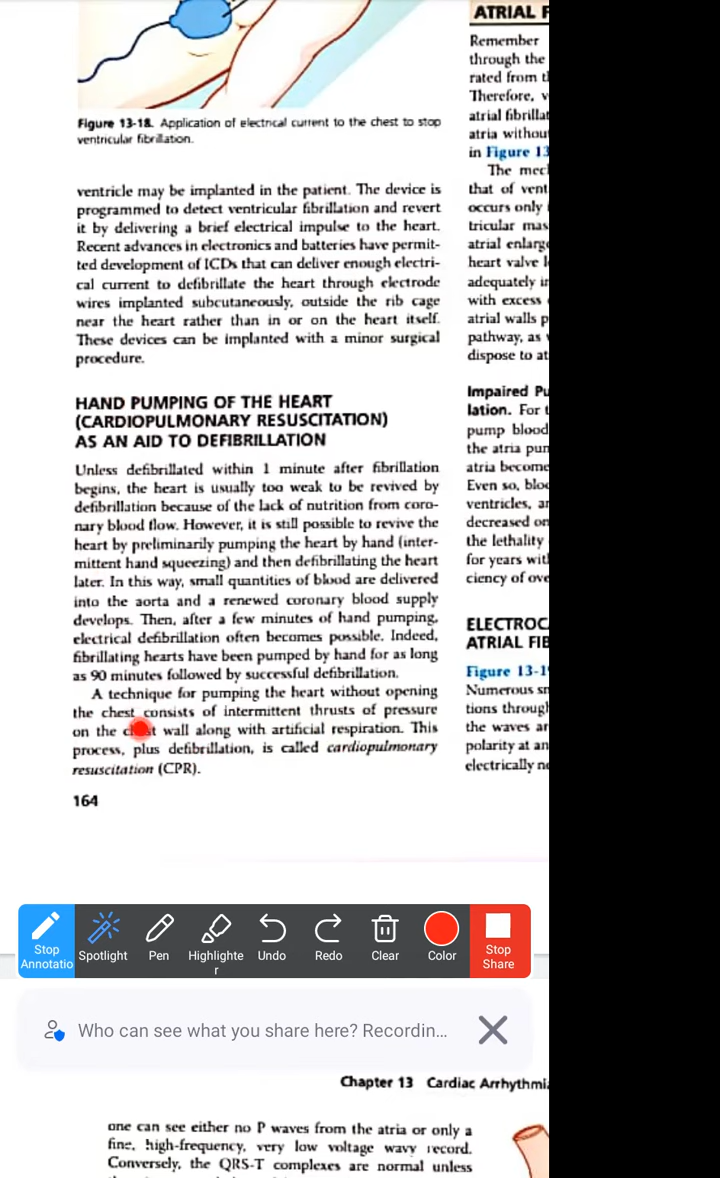 Figure 13-18. Application of electrical current to the chest to stop
ventricular fibrillation.
ventricle may be implanted in the patient. The device is
programmed to detect ventricular fibrillation and revert
it by delivering a brief electrical impulse to the heart.
Recent advances in electronics and batteries have permit-
ted development of ICDs that can deliver enough electri-
cal current to defibrillate the heart through electrode
wires implanted subcutaneously, outside the rib cage
near the heart rather than in or on the heart itself.
These devices can be implanted with a minor surgical
procedure.
HAND PUMPING OF THE HEART
(CARDIOPULMONARY RESUSCITATION)
AS AN AID TO DEFIBRILLATION
Unless defibrillated within 1 minute after fibrillation
begins, the heart is usually too weak to be revived by
defibrillation because of the lack of nutrition from coro-
nary blood flow. However, it is still possible to revive the
heart by preliminarily pumping the heart by hand (inter-
mittent hand squeezing) and then defibrillating the heart
later. In this way, small quantities of blood are delivered
into the aorta and a renewed coronary blood supply
develops. Then, after a few minutes of hand pumping,
electrical defibrillation often becomes possible. Indeed,
fibrillating hearts have been pumped by hand for as long
as 90 minutes followed by successful defibrillation.
A technique for pumping the heart without opening
the chest consists of intermittent thrusts of pressure
on the chest wall along with artificial respiration. This
process, plus defibrillation, is called cardiopulmonary
resuscitation (CPR).
164
ATRIAL F
Remember
through the
rated from t
Therefore, v
atrial fibrillat
atria without
in Figure 13
The mec
that of vent
occurs only
tricular mas
atrial enlarge
heart valve l
adequately i
with excess
atrial walls p
pathway, as
dispose to at
Impaired Pu
lation. For t
pump blood
the atria pun
atria become
Even so, bloo
ventricles, ar
decreased on
the lethality
for years wit
ciency of ove
ELECTROC
ATRIAL FIB
Figure 13-1
Numerous sn
tions through
the waves ar
polarity at an
electrically ne
Stop Annotatio
Spotlight
Pen
Highlighter
Undo
Redo
Clear
Color
Stop Share
Who can see what you share here? Recordin...
Chapter 13 Cardiac Arrhythmi
one can see either no P waves from the atria or only a
fine, high-frequency, very low voltage wavy record.
Conversely, the QRS-T complexes are normal unless